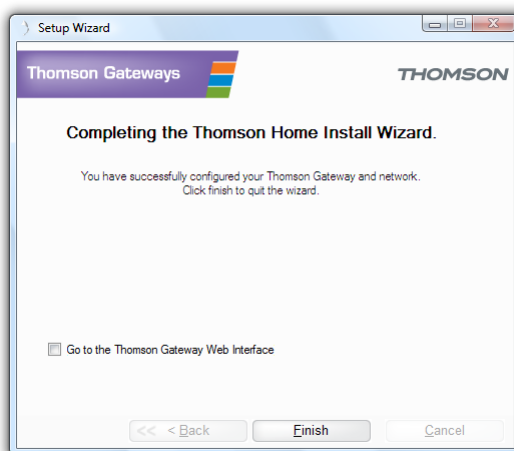 Setup Wizard
Thomson Gateways
THOMSON
Completing the Thomson Home Install Wizard.
You have successfully configured your Thomson Gateway and network.
Click finish to quit the wizard.
Go to the Thomson Gateway Web Interface
<< < Back
Finish
Cancel